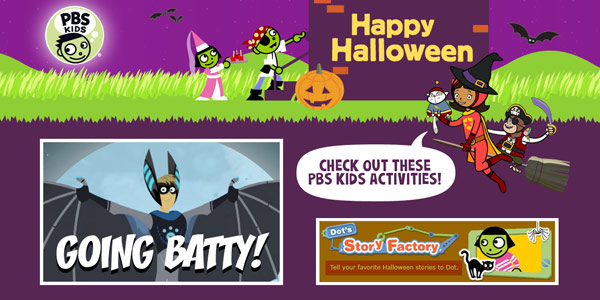 PBS
KIDS
Happy
Halloween
CHECK OUT THESE
PBS KIDS ACTIVITIES!
GOING BATTY!
Dot's
Story Factory
Tell your favorite Halloween stories to Dot.